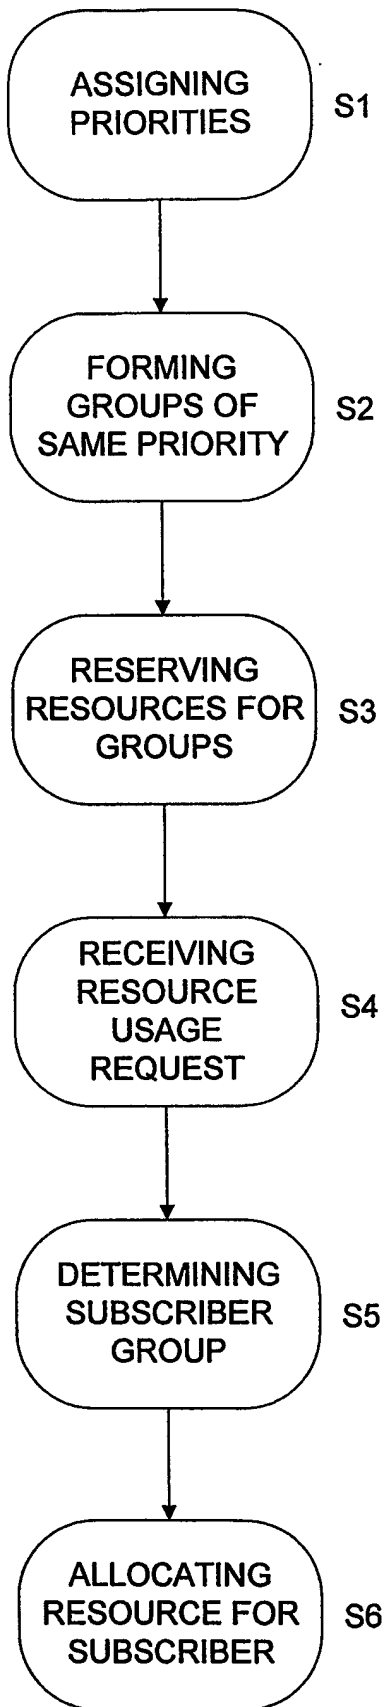 ASSIGNING
PRIORITIES
S1
FORMING
GROUPS OF
SAME PRIORITY
S2
RESERVING
RESOURCES FOR
GROUPS
S3
RECEIVING
RESOURCE
USAGE
REQUEST
S4
DETERMINING
SUBSCRIBER
GROUP
S5
ALLOCATING
RESOURCE FOR
SUBSCRIBER
S6